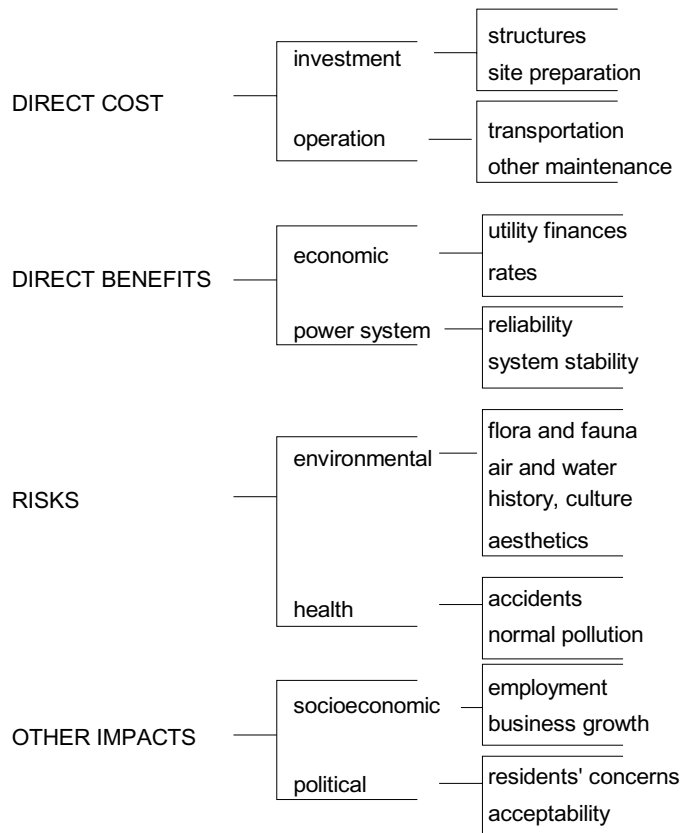 structures
investment
site preparation
DIRECT COST
transportation
operation
other maintenance
utility finances
economic
rates
DIRECT BENEFITS
reliability
power system
system stability
flora and fauna
environmental
air and water
history, culture
RISKS
aesthetics
accidents
health
normal pollution
employment
socioeconomic
business growth
OTHER IMPACTS
residents' concerns
political
acceptability